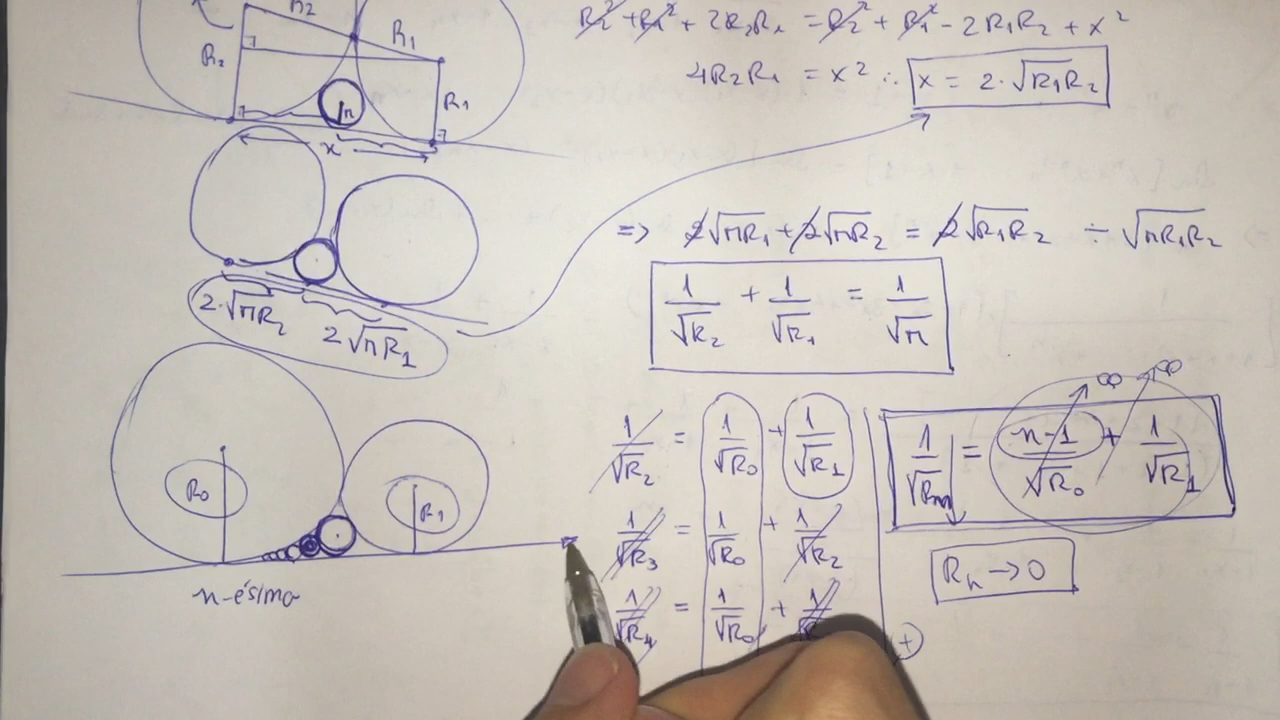 R₂² + R₁² + 2R₂R₁ = R₂² + R₁² - 2R₁R₂ + x²
R₂
R₁
4R₂R₁ = x² ∴ x = 2·√R₁R₂
R₂
R₁
r
x
=> 2√rR₁ + 2√rR₂ = 2√R₁R₂ ÷ √rR₁R₂
2·√rR₂
2√rR₁
1/√R₂ + 1/√R₁ = 1/√r
1/√R₂ = 1/√R₀ + 1/√R₁
1/√Rₙ = n-1/√R₀ + 1/√R₁
∞
∞
R₀
R₁
1/√R₃ = 1/√R₀ + 1/√R₂
Rₙ → 0
n-ésimo
1/√R₄ = 1/√R₀ + 1/√R
+